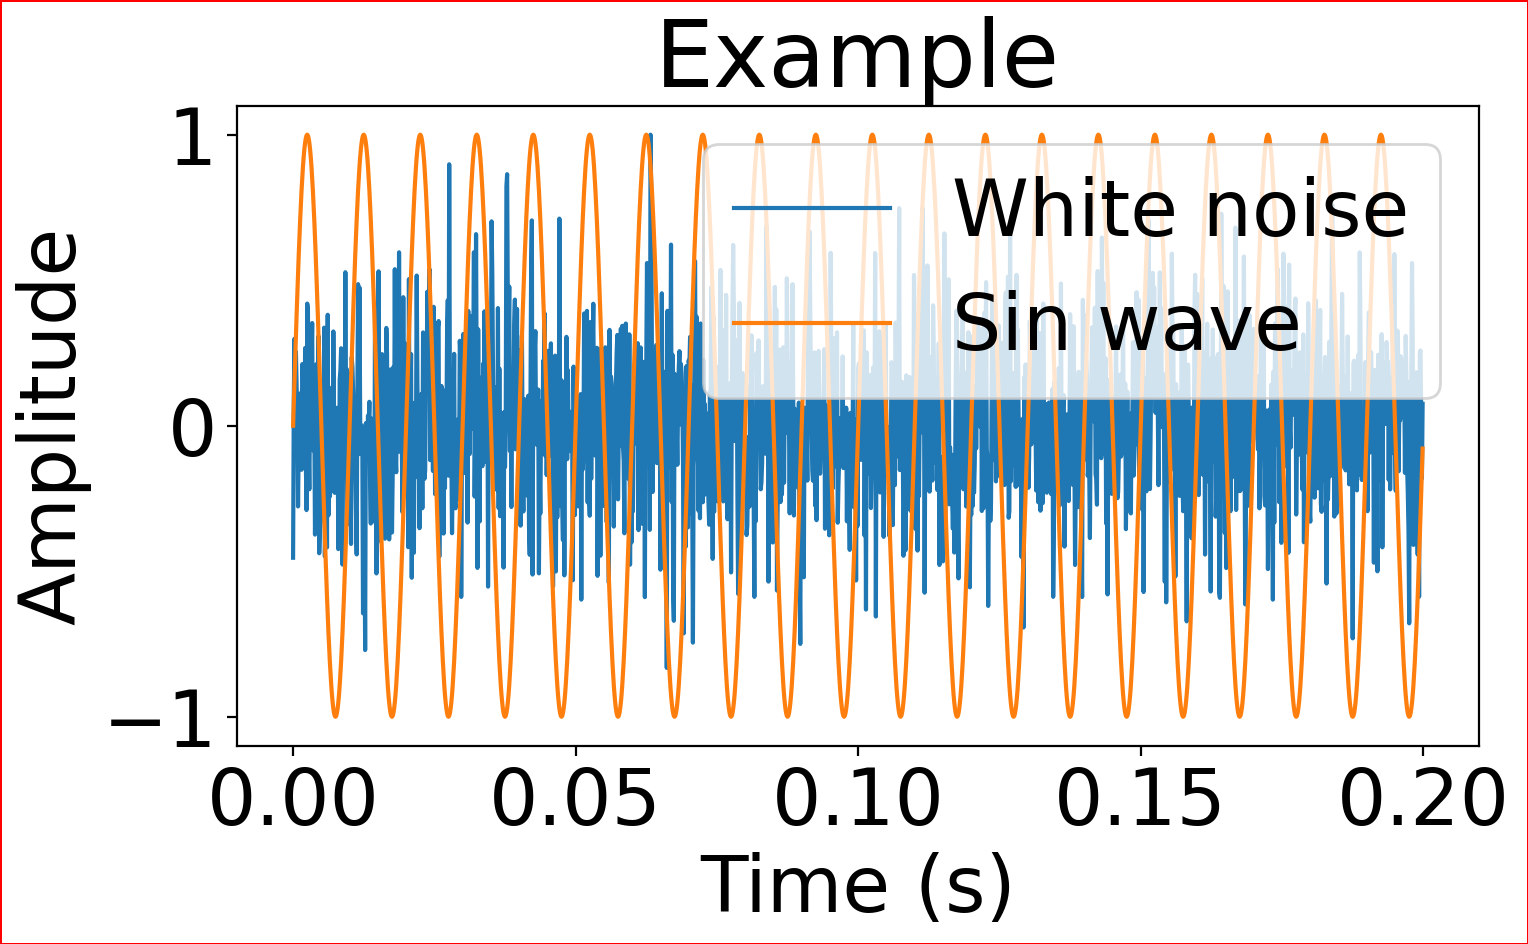 Example
Amplitude
1
0
−1
White noise
Sin wave
0.00 0.05 0.10 0.15 0.20
Time (s)